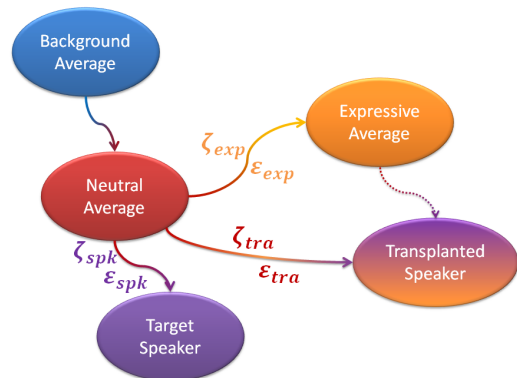 Background
Average
Expressive
Average
ζexp
εexp
Neutral
Average
ζtra
εtra
Transplanted
Speaker
ζspk
εspk
Target
Speaker